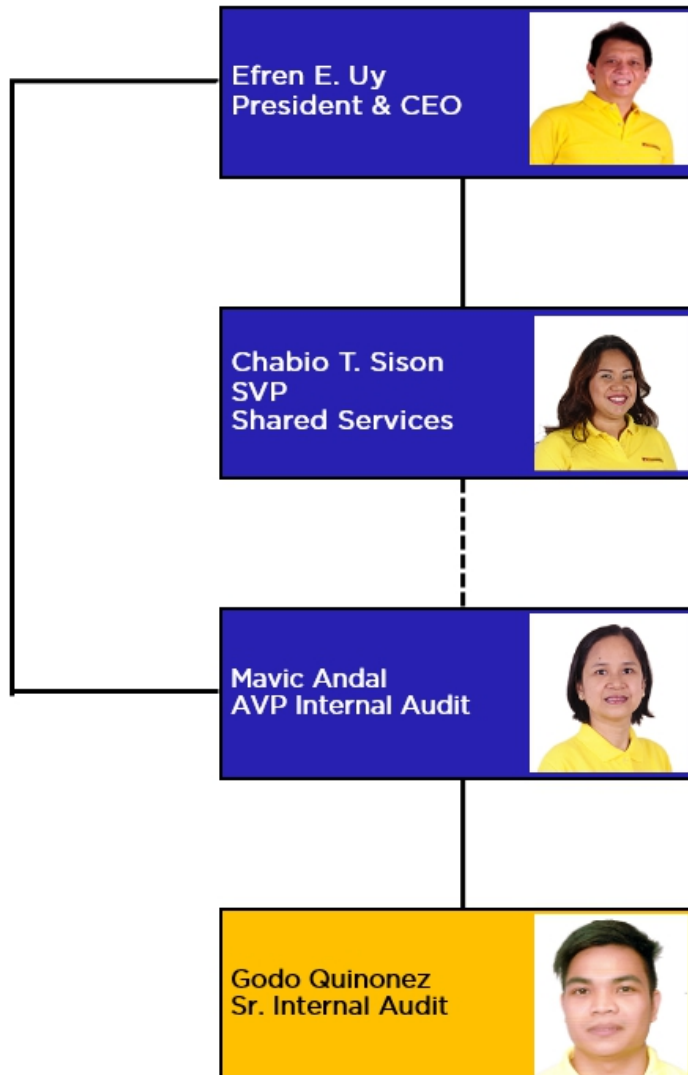 Efren E. Uy
President & CEO
Chabio T. Sison
SVP
Shared Services
Mavic Andal
AVP Internal Audit
Godo Quinonez
Sr. Internal Audit